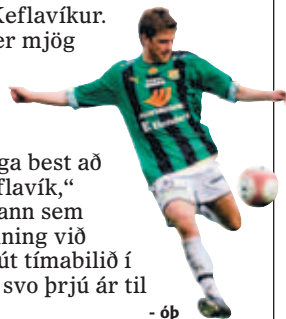 Keflavíkur.
er mjög
ga best að
flavík,“
ann sem
ning við
út tímabilið í
svo þrjú ár til
- óþ